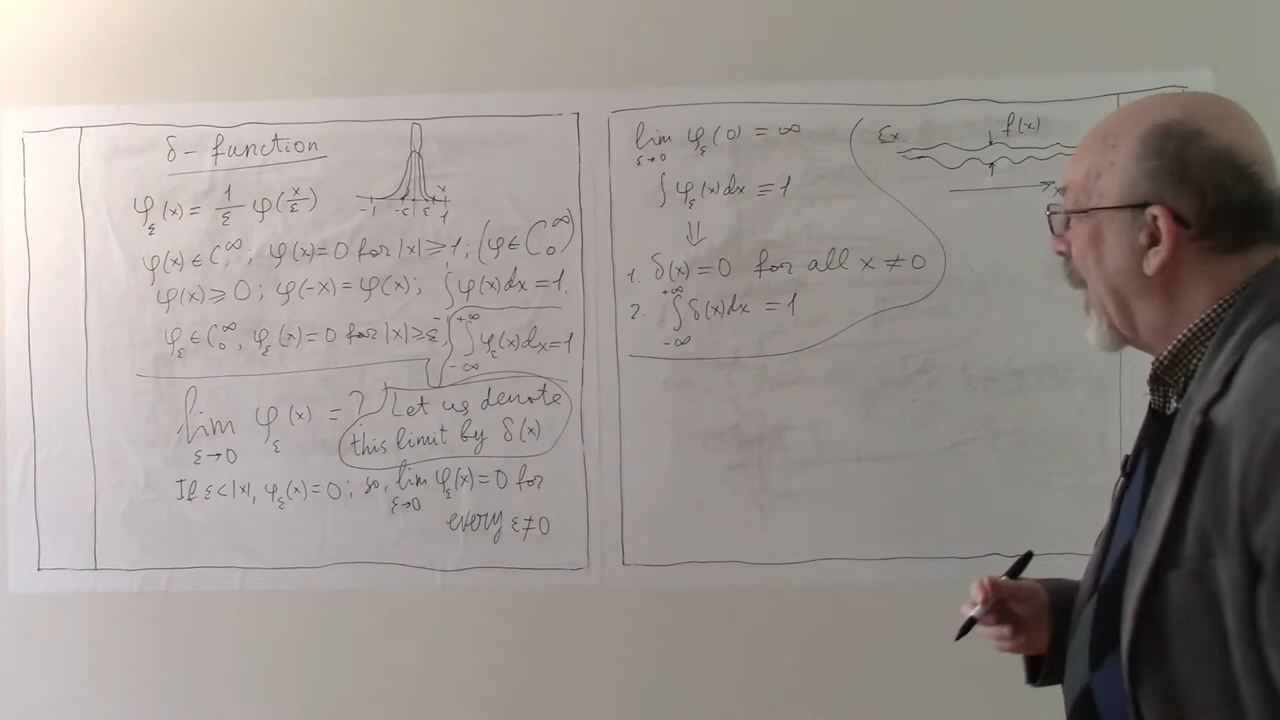 δ - function
φ_ε(x) = 1/ε φ(x/ε)
-1 -ε ε 1 x
φ(x) ∈ C^∞; φ(x) = 0 for |x| ≥ 1; (φ ∈ C_0^∞)
φ(x) ≥ 0; φ(-x) = φ(x); ∫φ(x)dx = 1.
φ_ε ∈ C_0^∞, φ_ε(x) = 0 for |x| ≥ ε, ∫_{-∞}^{+∞} φ_ε(x)dx = 1
lim_{ε→0} φ_ε(x) = ? Let us denote
this limit by δ(x)
If ε < |x|, φ_ε(x) = 0; so, lim_{ε→0} φ_ε(x) = 0 for
every ε ≠ 0
lim_{ε→0} φ_ε(0) = ∞
∫ φ_ε(x)dx ≡ 1
⇓
1. δ(x) = 0 for all x ≠ 0
2. ∫_{-∞}^{+∞} δ(x)dx = 1
Ex. f(x)
x